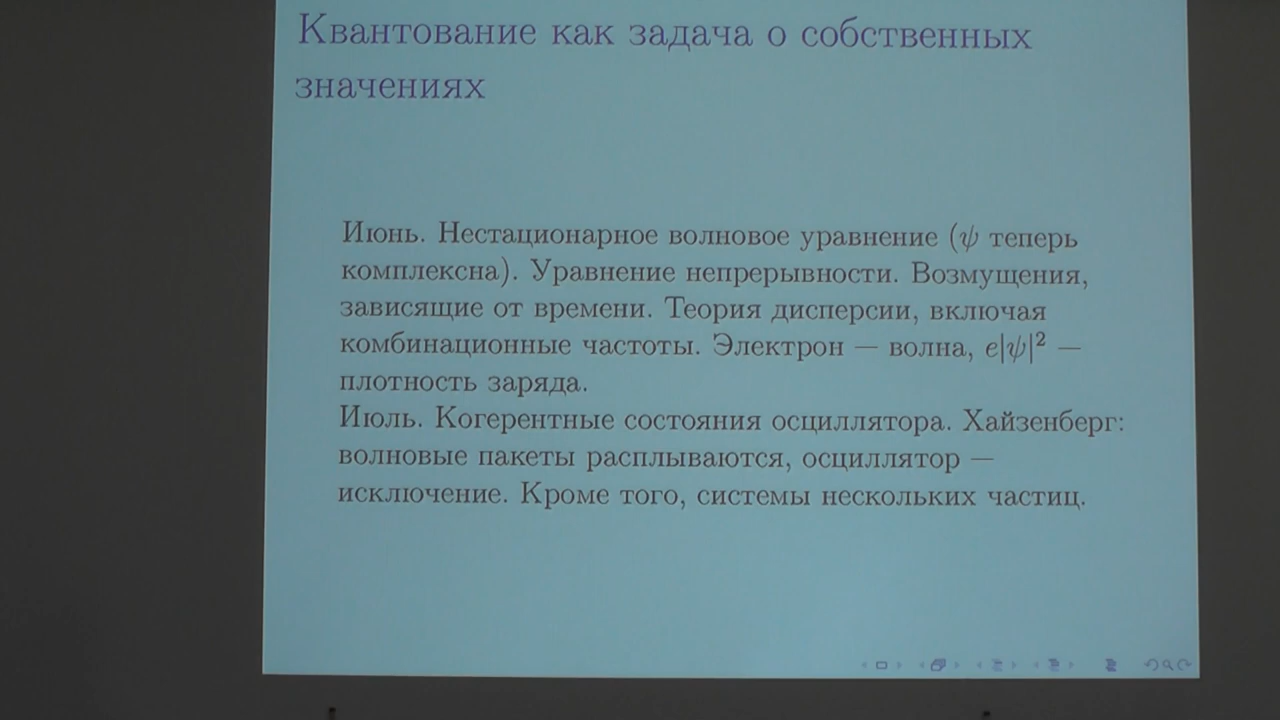 Квантование как задача о собственных
значениях
Июнь. Нестационарное волновое уравнение (ψ теперь
комплексна). Уравнение непрерывности. Возмущения,
зависящие от времени. Теория дисперсии, включая
комбинационные частоты. Электрон — волна, e|ψ|² —
плотность заряда.
Июль. Когерентные состояния осциллятора. Хайзенберг:
волновые пакеты расплываются, осциллятор —
исключение. Кроме того, системы нескольких частиц.